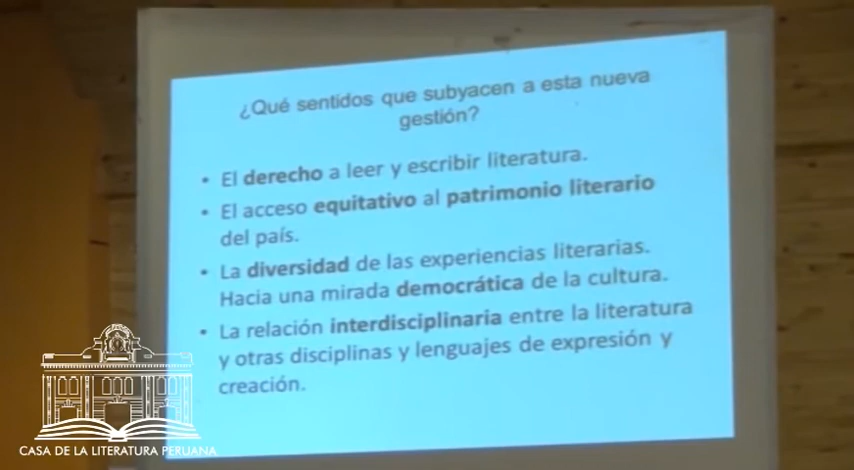 ¿Qué sentidos que subyacen a esta nueva
gestión?
• El derecho a leer y escribir literatura.
• El acceso equitativo al patrimonio literario
del país.
• La diversidad de las experiencias literarias.
Hacia una mirada democrática de la cultura.
• La relación interdisciplinaria entre la literatura
y otras disciplinas y lenguajes de expresión y
creación.
CASA DE LA LITERATURA PERUANA